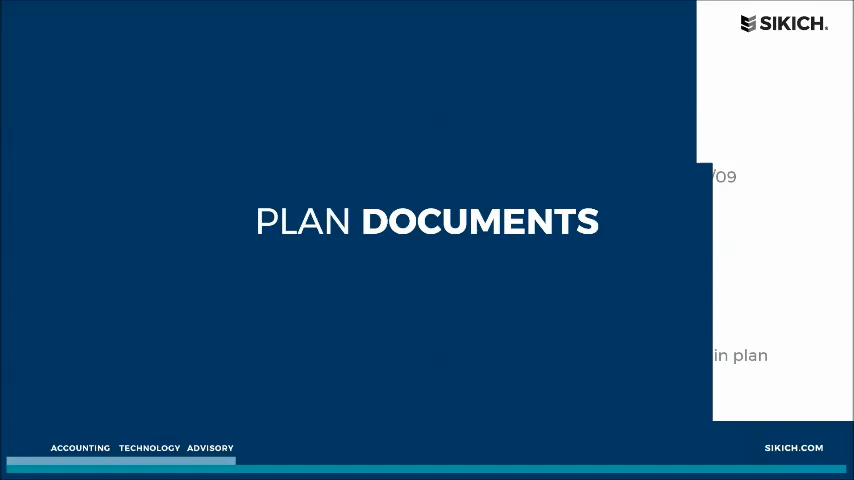 SIKICH.
/09
PLAN DOCUMENTS
in plan
ACCOUNTING TECHNOLOGY ADVISORY
SIKICH.COM